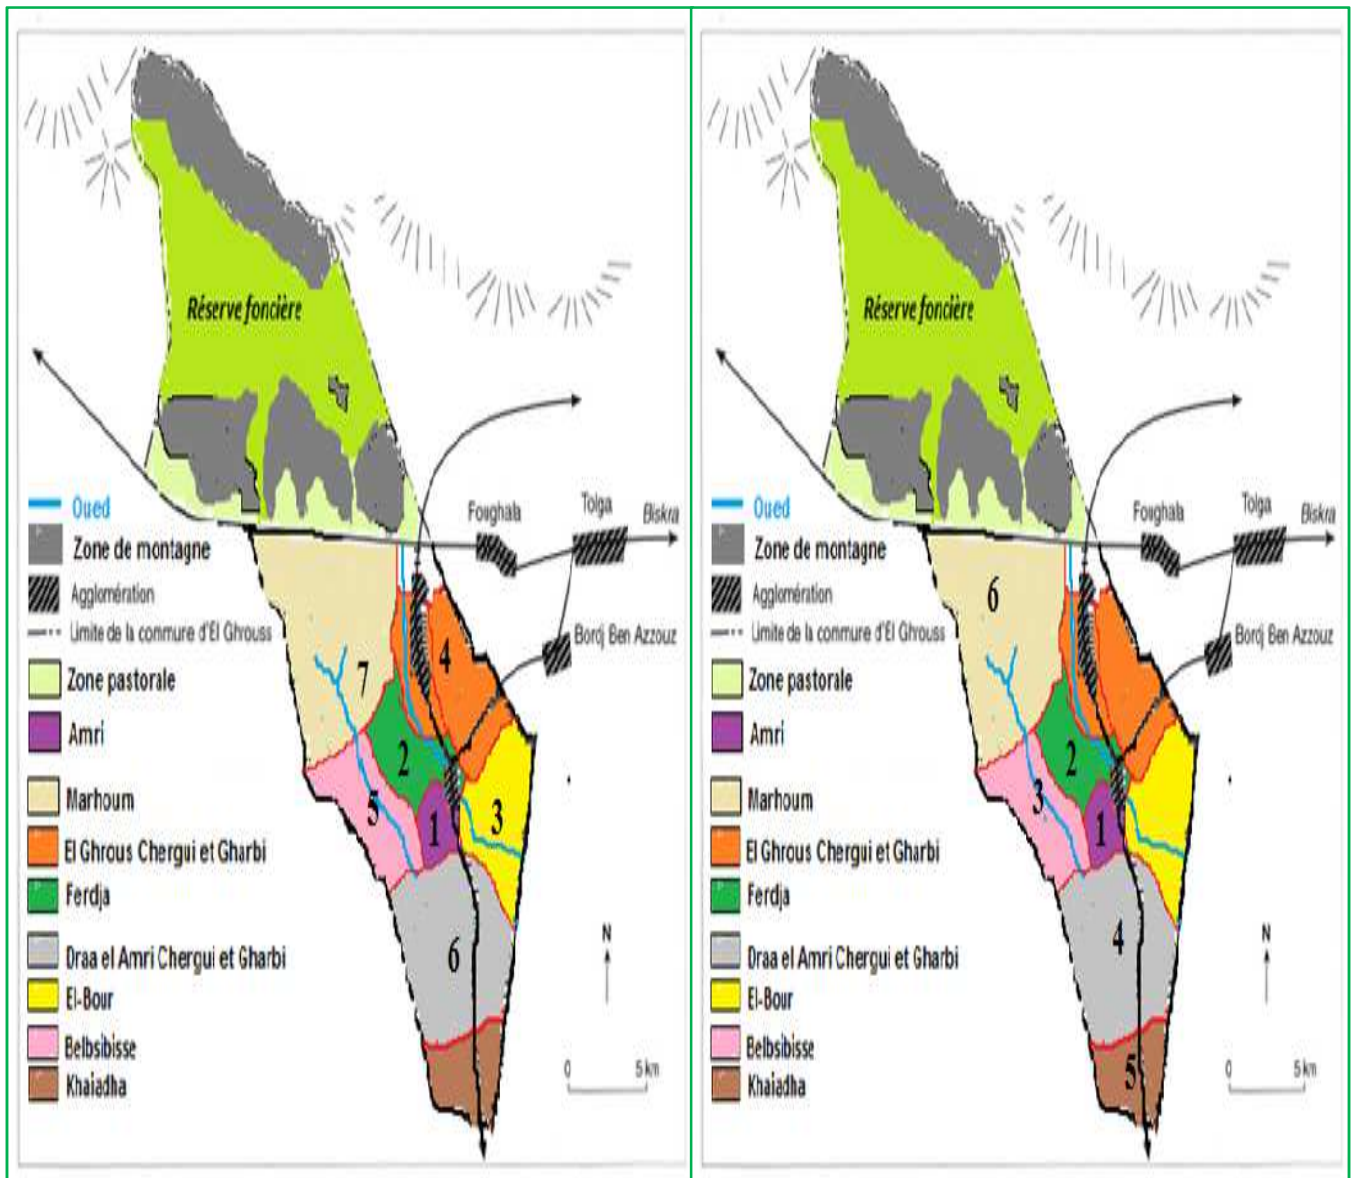 Réserve foncière
Oued
Zone de montagne
Agglomération
Limite de la commure d'El Ghrouss
Zone pastorale
Amri
Marhoum
El Ghrous Chergui et Gharbi
Ferdja
Draa el Amri Chergui et Gharbi
El-Bour
Belbsibisse
Khaiadha
Foughala
Tolga
Biskra
Bordj Ben Azzouz
4
7
2
5
1
3
6
N
0 5 km
Réserve foncière
Oued
Zone de montagne
Agglomération
Limite de la commure d'El Ghrouss
Zone pastorale
Amri
Marhoum
El Ghrous Chergui et Gharbi
Ferdja
Draa el Amri Chergui et Gharbi
El-Bour
Belbsibisse
Khaiadha
Foughala
Tolga
Biskra
Bordj Ben Azzouz
6
2
3
1
4
5
N
0 5 km